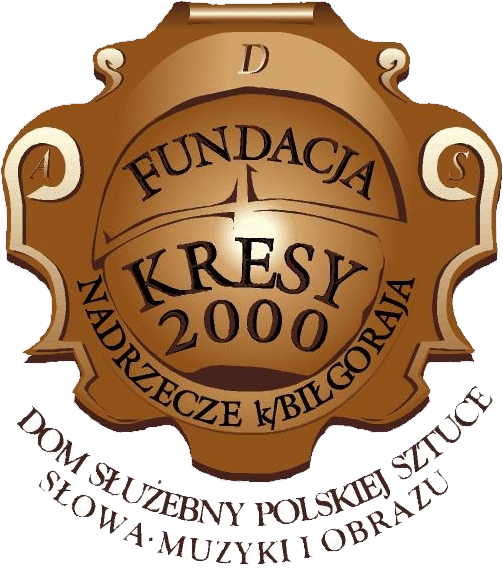 D
A S
FUNDACJA
KRESY
2000
NADRZECZE k/BIŁGORAJA
DOM SŁUŻEBNY POLSKIEJ SZTUCE
SŁOWA · MUZYKI I OBRAZU